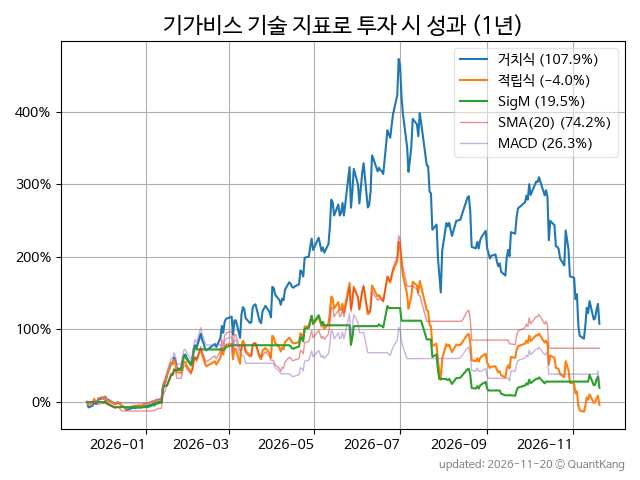 기가비스 기술 지표로 투자 시 성과 (1년)
거치식 (107.9%)
적립식 (-4.0%)
SigM (19.5%)
SMA(20) (74.2%)
MACD (26.3%)
400%
300%
200%
100%
0%
2026-01 2026-03 2026-05 2026-07 2026-09 2026-11
updated: 2026-11-20 © QuantKang